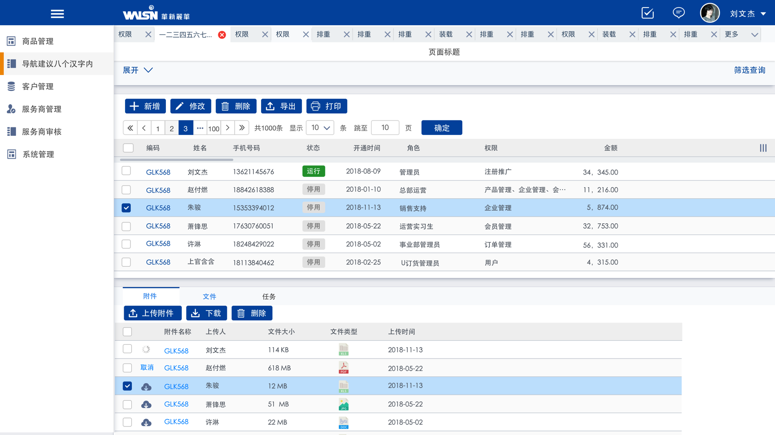 WALSN 華勒麗華
刘文杰
权限 一二三四五六七... 权限 权限 排重 排重 排重 装载 排重 排重 权限 装载 排重 排重 更多
商品管理
导航建议八个汉字内
客户管理
服务商管理
服务商审核
系统管理
页面标题
展开 筛选查询
新增 修改 删除 导出 打印
1 2 3 ••• 100 共1000条 显示 10 条 跳至 10 页 确定
编码 姓名 手机号码 状态 开通时间 角色 权限 金额
GLK568 刘文杰 13621145676 运行 2018-08-09 管理员 注册推广 34，345.00
GLK568 赵付燃 18842618388 停用 2018-01-10 总部运营 产品管理、企业管理、会… 11，216.00
GLK568 朱骏 15353394012 停用 2018-11-13 销售支持 企业管理 5，874.00
GLK568 萧锋思 17630760051 停用 2018-05-22 运营实习生 会员管理 32，753.00
GLK568 许淋 18248429022 停用 2018-05-02 事业部管理员 订单管理 56，331.00
GLK568 上官含含 18113840462 停用 2018-02-25 U订货管理员 用户 4，315.00
附件 文件 任务
上传附件 下载 删除
附件名称 上传人 文件大小 文件类型 上传时间
GLK568 刘文杰 114 KB 2018-11-13
取消 GLK568 赵付燃 618 MB 2018-05-22
GLK568 朱骏 12 MB 2018-11-13
GLK568 萧锋思 51 MB 2018-05-22
GLK568 许淋 22 MB 2018-05-02